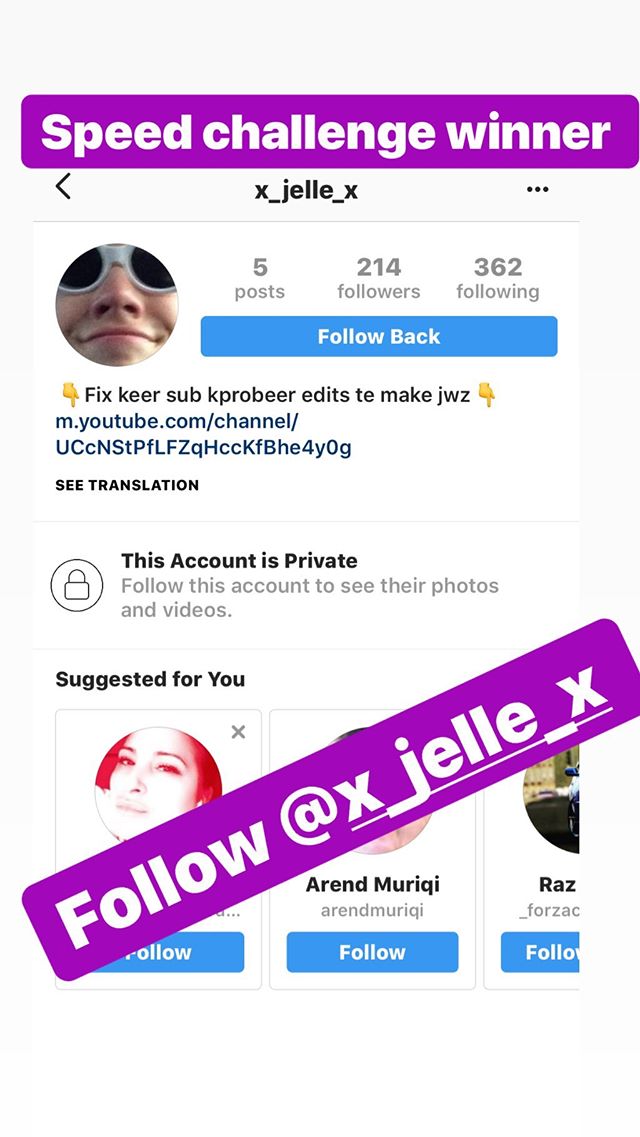 Speed challenge winner
x_jelle_x
5 214 362
posts followers following
Follow Back
👇Fix keer sub kprobeer edits te make jwz👇
m.youtube.com/channel/
UCcNStPfLFZqHccKfBhe4y0g
SEE TRANSLATION
This Account is Private
Follow this account to see their photos
and videos.
Suggested for You
Follow @x_jelle_x
Arend Muriqi Raz
arendmuriqi _forzac
Follow Follow Follow